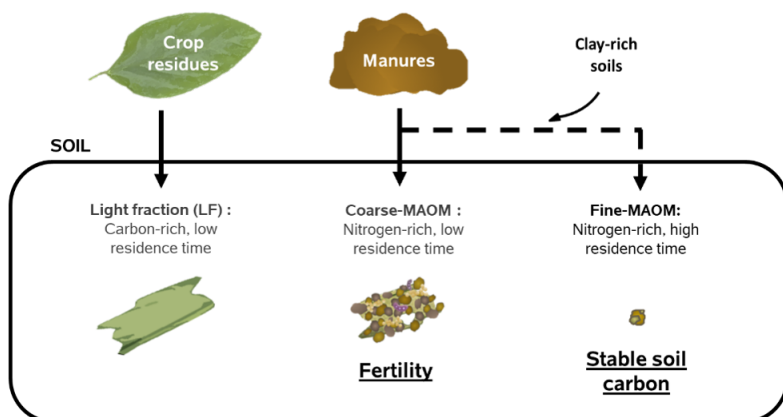 Crop
residues
Manures
Clay-rich
soils
SOIL
Light fraction (LF) :
Carbon-rich, low
residence time
Coarse-MAOM :
Nitrogen-rich, low
residence time
Fertility
Fine-MAOM:
Nitrogen-rich, high
residence time
Stable soil
carbon